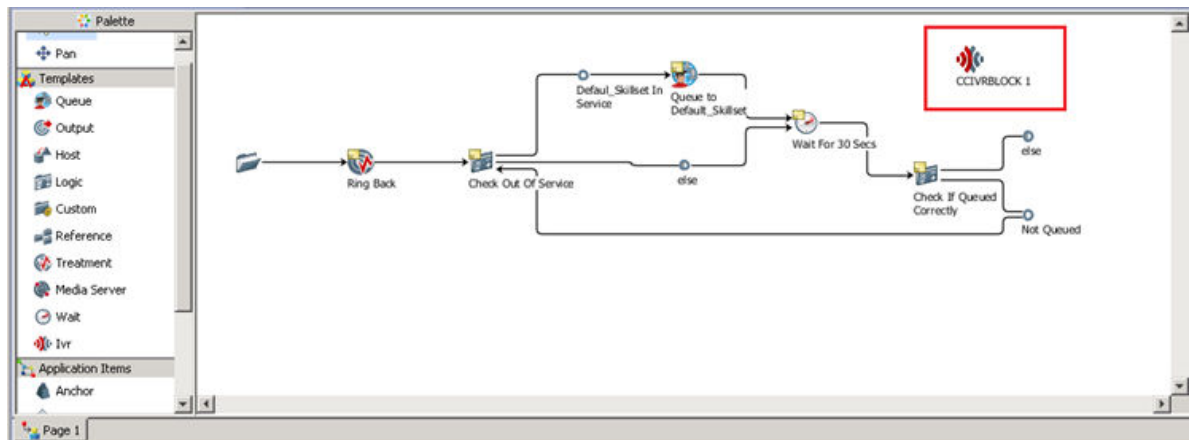 Palette
Pan
Templates
Queue
Output
Host
Logic
Custom
Reference
Treatment
Media Server
Wait
Ivr
Application Items
Anchor
Page 1
Ring Back
Check Out Of Service
Defaul_Skillset In
Service
Queue to
Default_Skillset
else
Wait For 30 Secs
Check If Queued
Correctly
else
Not Queued
CCIVRBLOCK 1